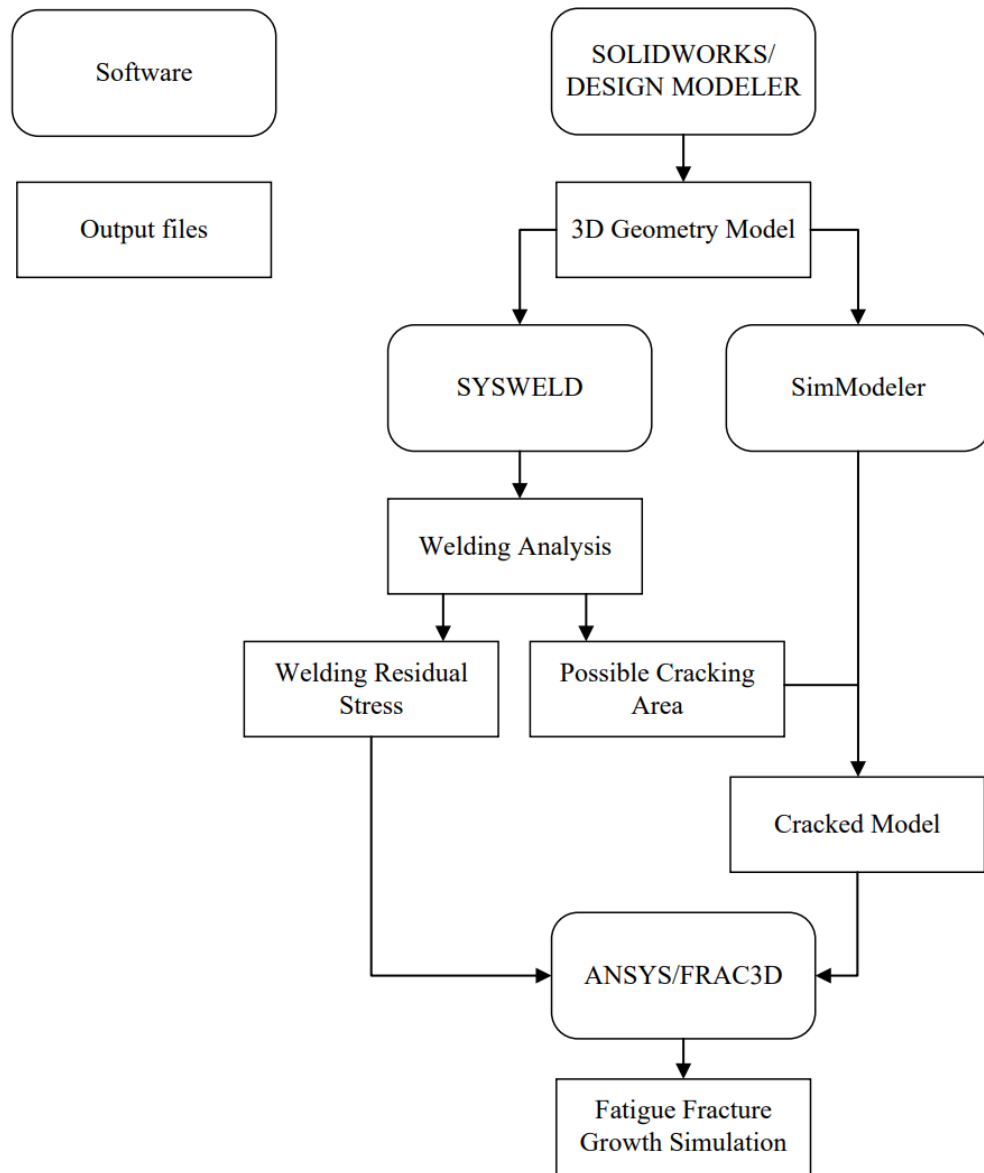 Software
SOLIDWORKS/
DESIGN MODELER
Output files
3D Geometry Model
SYSWELD
SimModeler
Welding Analysis
Welding Residual
Stress
Possible Cracking
Area
Cracked Model
ANSYS/FRAC3D
Fatigue Fracture
Growth Simulation